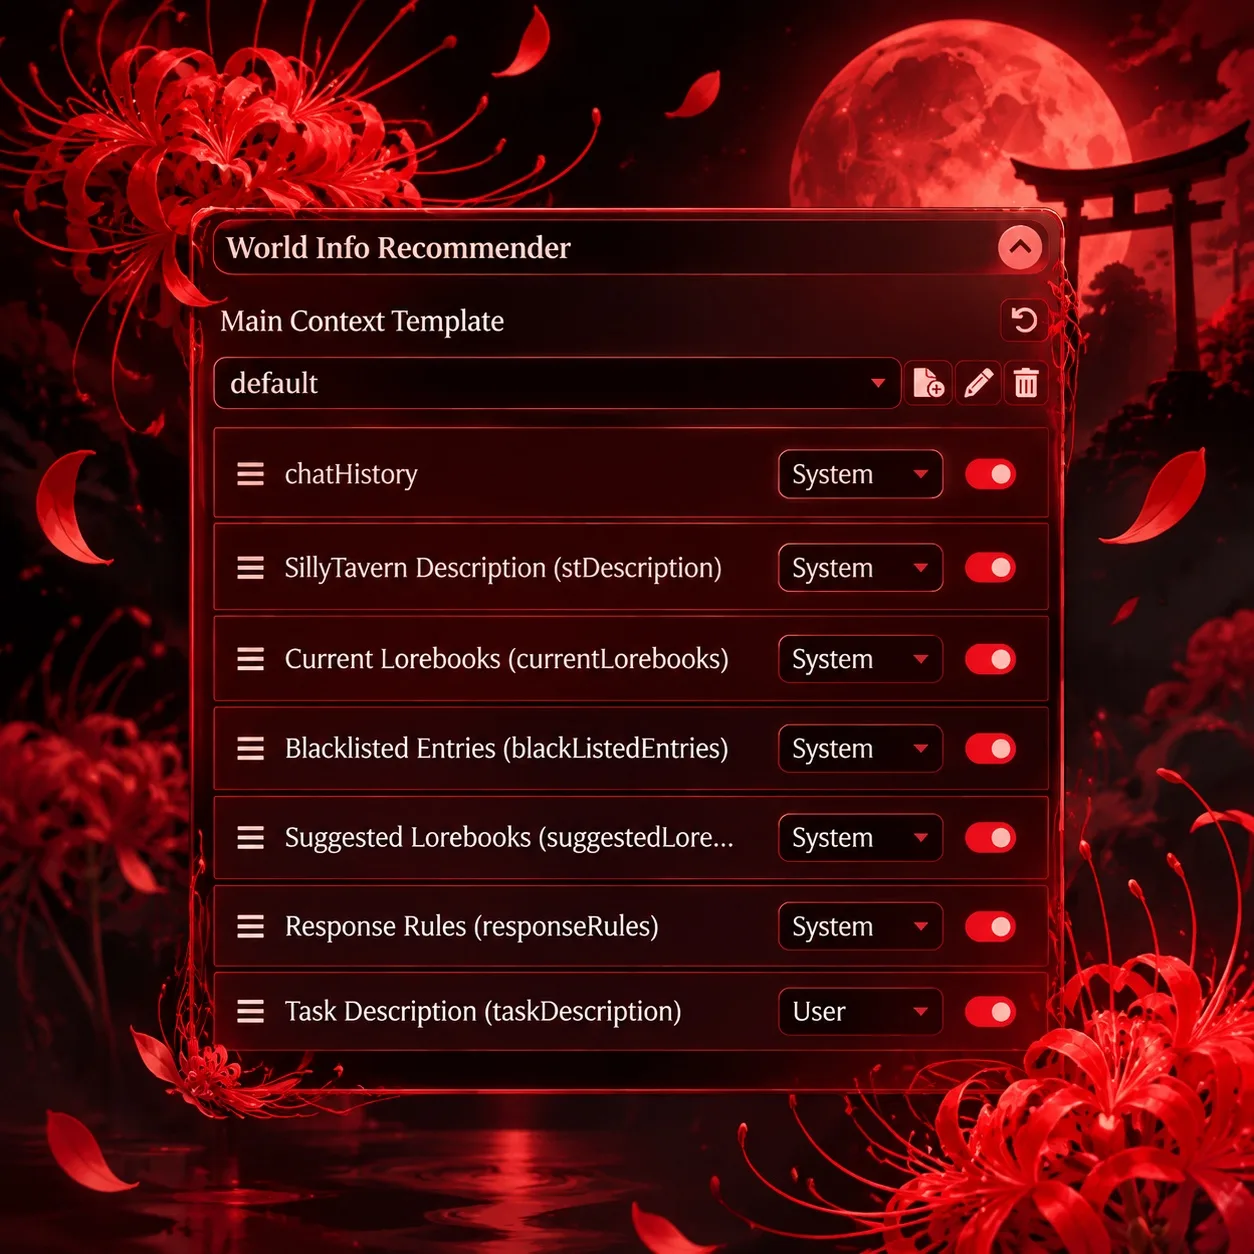 World Info Recommender
Main Context Template
default
chatHistory System
SillyTavern Description (stDescription) System
Current Lorebooks (currentLorebooks) System
Blacklisted Entries (blackListedEntries) System
Suggested Lorebooks (suggestedLore... System
Response Rules (responseRules) System
Task Description (taskDescription) User